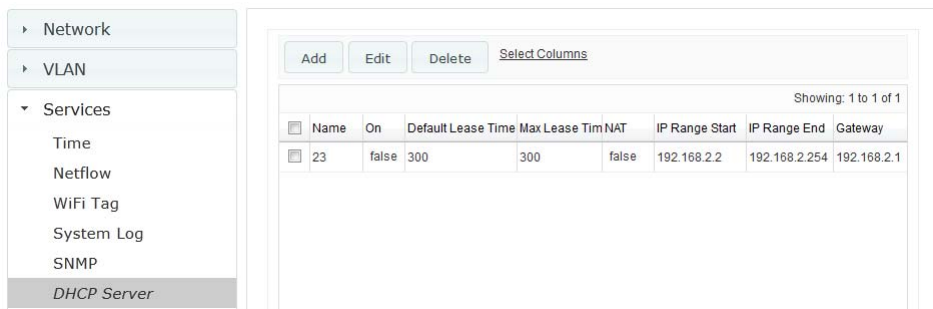 Network
VLAN
Services
Time
Netflow
WiFi Tag
System Log
SNMP
DHCP Server
Add Edit Delete Select Columns
Showing: 1 to 1 of 1
Name On Default Lease Time Max Lease Tim NAT IP Range Start IP Range End Gateway
23 false 300 300 false 192.168.2.2 192.168.2.254 192.168.2.1